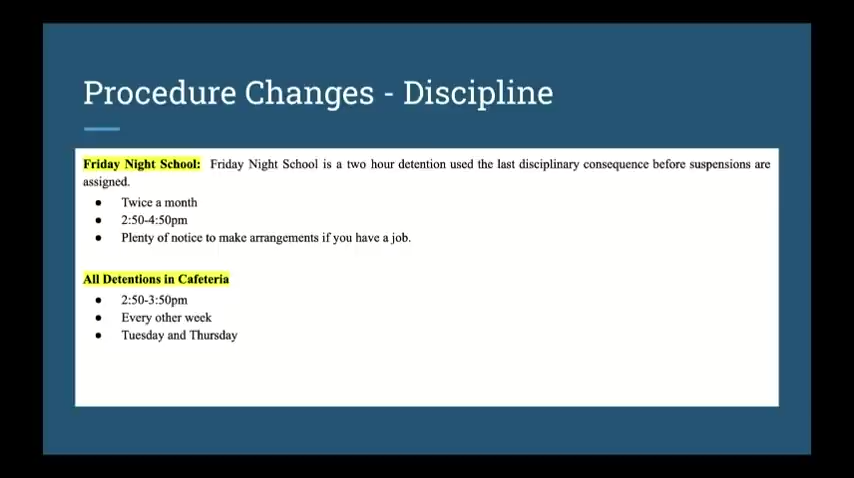 Procedure Changes - Discipline
Friday Night School: Friday Night School is a two hour detention used the last disciplinary consequence before suspensions are
assigned.
● Twice a month
● 2:50-4:50pm
● Plenty of notice to make arrangements if you have a job.
All Detentions in Cafeteria
● 2:50-3:50pm
● Every other week
● Tuesday and Thursday